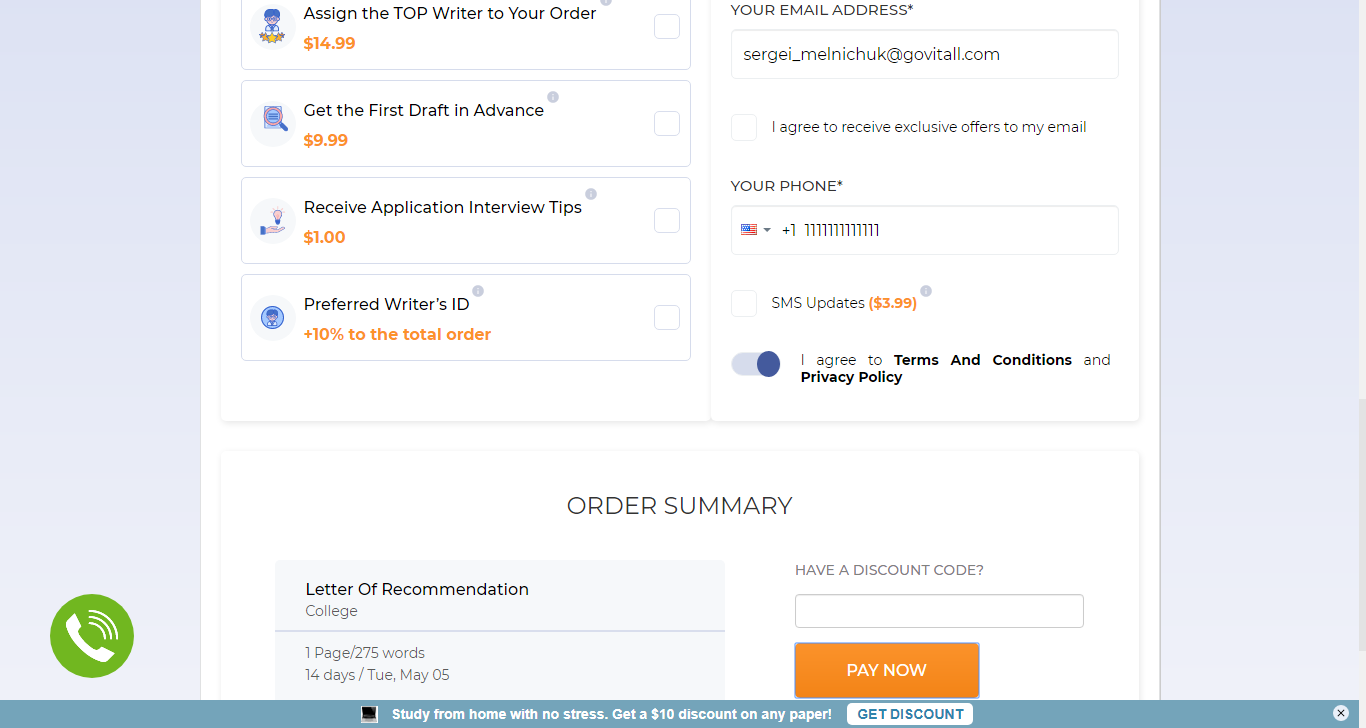 Assign the TOP Writer to Your Order
$14.99
Get the First Draft in Advance
$9.99
Receive Application Interview Tips
$1.00
Preferred Writer’s ID
+10% to the total order
YOUR EMAIL ADDRESS*
sergei_melnichuk@govitall.com
I agree to receive exclusive offers to my email
YOUR PHONE*
+1 1111111111111
SMS Updates ($3.99)
I agree to Terms And Conditions and
Privacy Policy
ORDER SUMMARY
Letter Of Recommendation
College
1 Page/275 words
14 days / Tue, May 05
HAVE A DISCOUNT CODE?
PAY NOW
Study from home with no stress. Get a $10 discount on any paper!
GET DISCOUNT